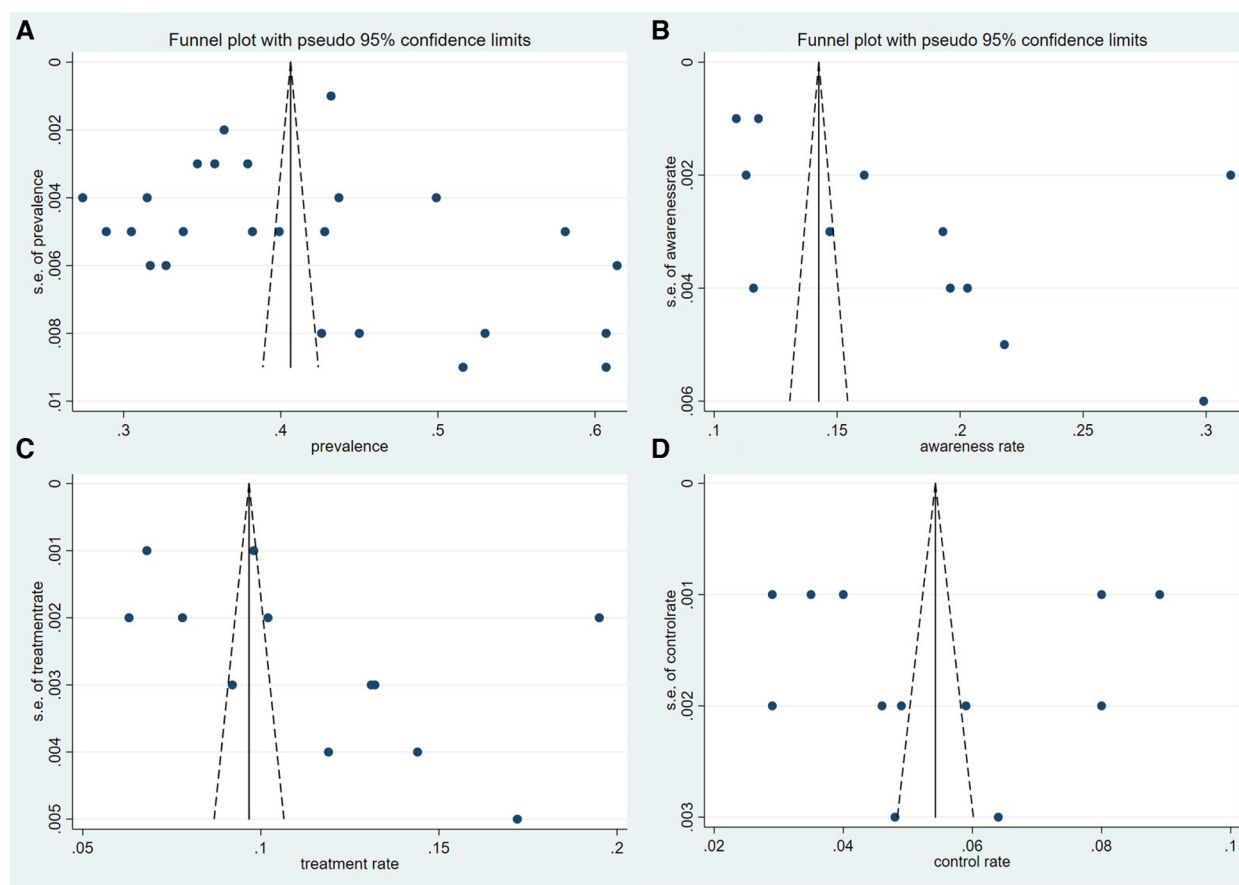 A
Funnel plot with pseudo 95% confidence limits
s.e. of prevalence
0
.002
.004
.006
.008
.01
.3
.4
.5
.6
prevalence
B
Funnel plot with pseudo 95% confidence limits
s.e. of awarenessrate
0
.002
.004
.006
.1
.15
.2
.25
.3
awareness rate
C
s.e. of treatmentrate
0
.001
.002
.003
.004
.005
.05
.1
.15
.2
treatment rate
D
s.e. of controlrate
0
.001
.002
.003
.02
.04
.06
.08
.1
control rate